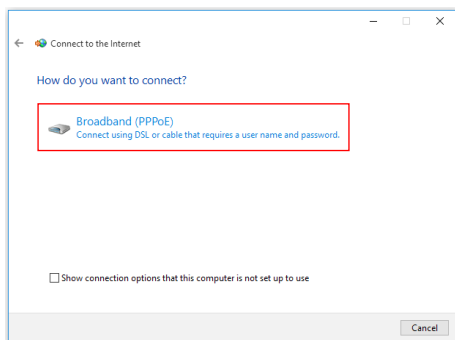 Connect to the Internet
How do you want to connect?
Broadband (PPPoE)
Connect using DSL or cable that requires a user name and password.
Show connection options that this computer is not set up to use
Cancel